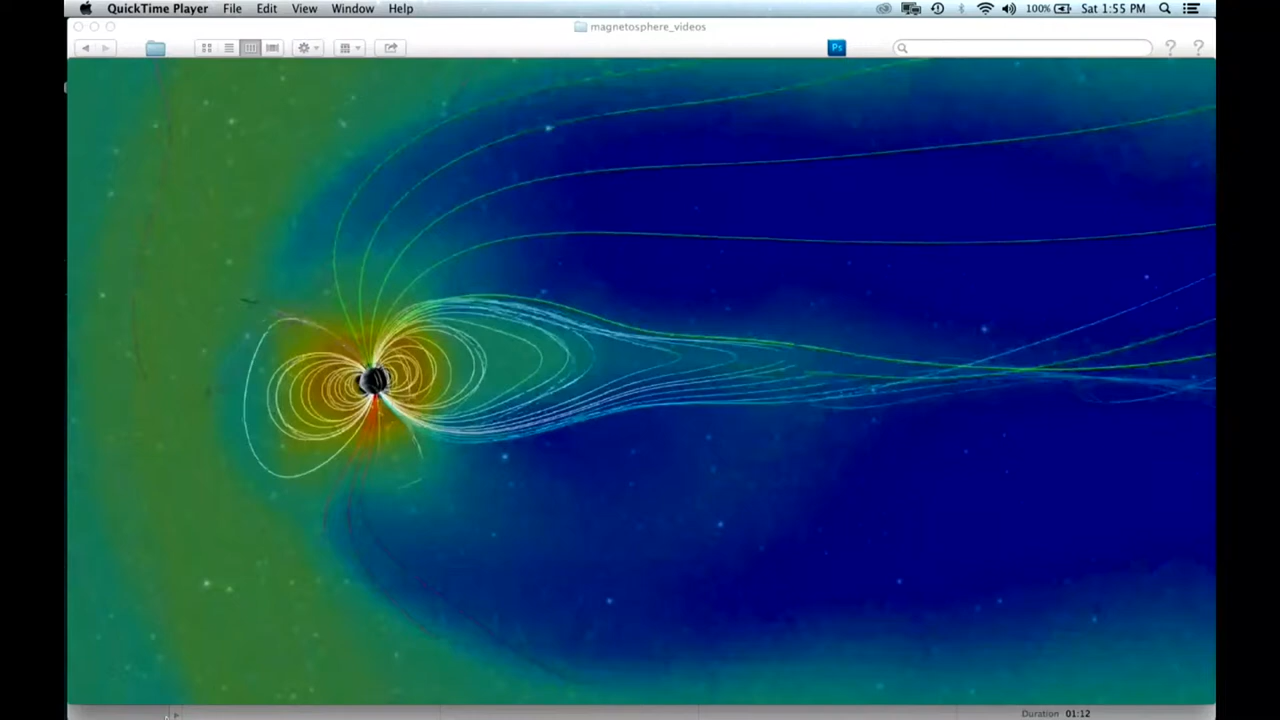 QuickTime Player File Edit View Window Help 100% Sat 1:55 PM
magnetosphere_videos
Ps
Duration 01:12